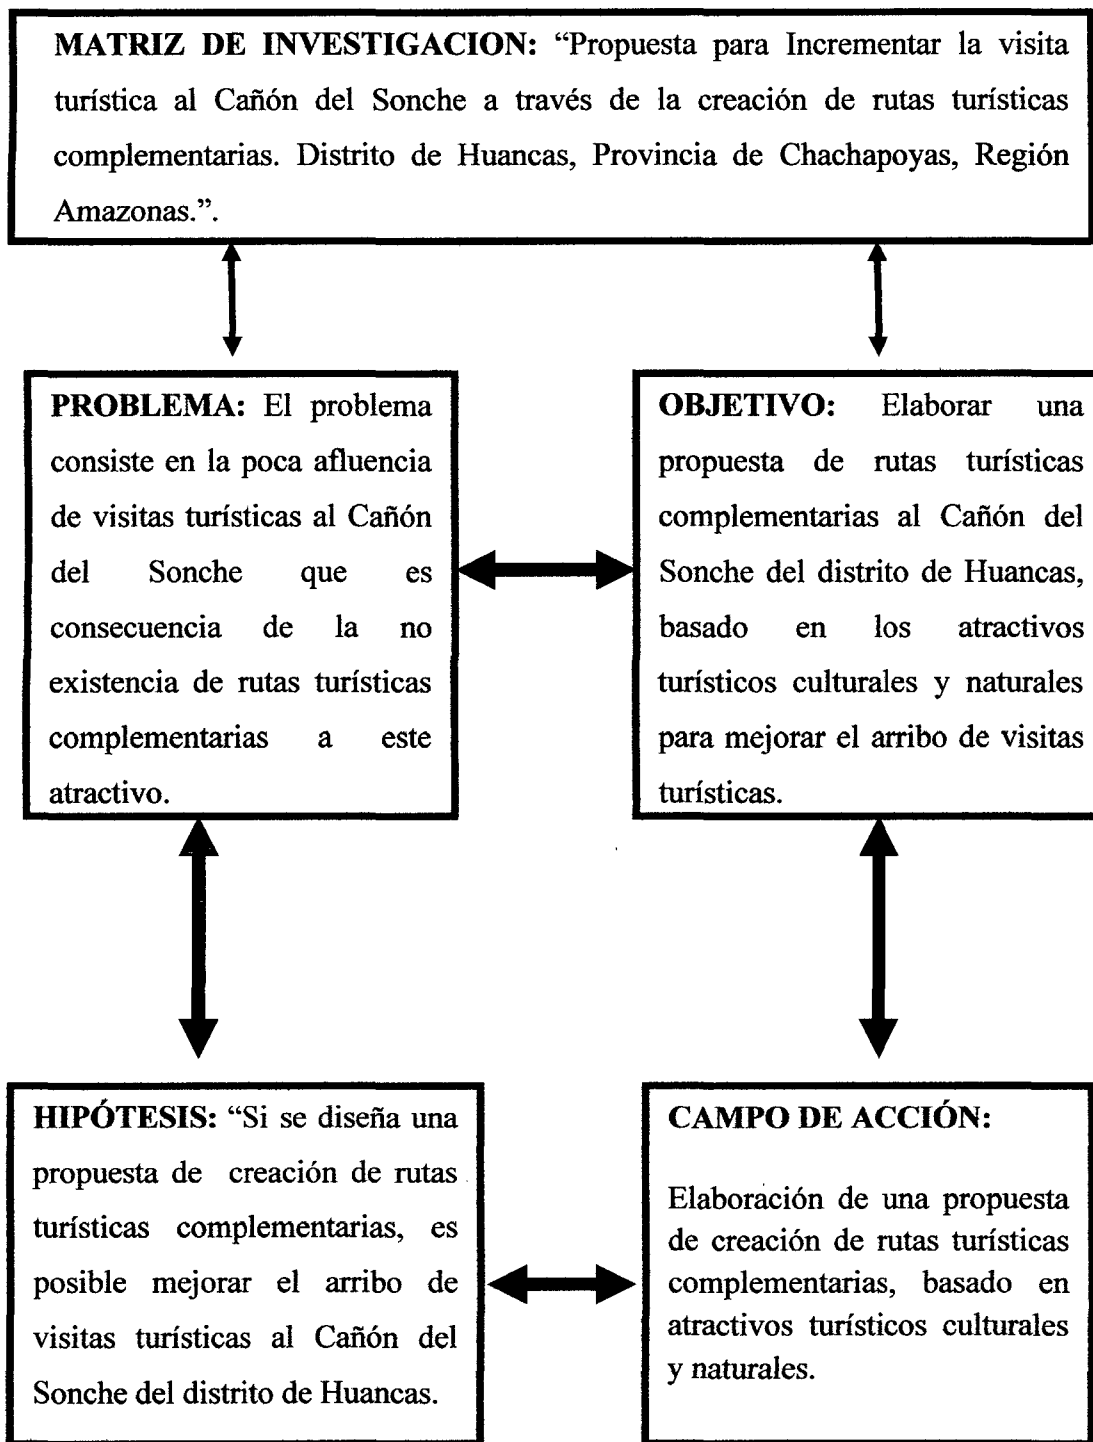 MATRIZ DE INVESTIGACION: “Propuesta para Incrementar la visita
turística al Cañón del Sonche a través de la creación de rutas turísticas
complementarias. Distrito de Huancas, Provincia de Chachapoyas, Región
Amazonas.”.
PROBLEMA: El problema
consiste en la poca afluencia
de visitas turísticas al Cañón
del Sonche que es
consecuencia de la no
existencia de rutas turísticas
complementarias a este
atractivo.
OBJETIVO: Elaborar una
propuesta de rutas turísticas
complementarias al Cañón del
Sonche del distrito de Huancas,
basado en los atractivos
turísticos culturales y naturales
para mejorar el arribo de visitas
turísticas.
HIPÓTESIS: “Si se diseña una
propuesta de creación de rutas
turísticas complementarias, es
posible mejorar el arribo de
visitas turísticas al Cañón del
Sonche del distrito de Huancas.
CAMPO DE ACCIÓN:
Elaboración de una propuesta
de creación de rutas turísticas
complementarias, basado en
atractivos turísticos culturales
y naturales.